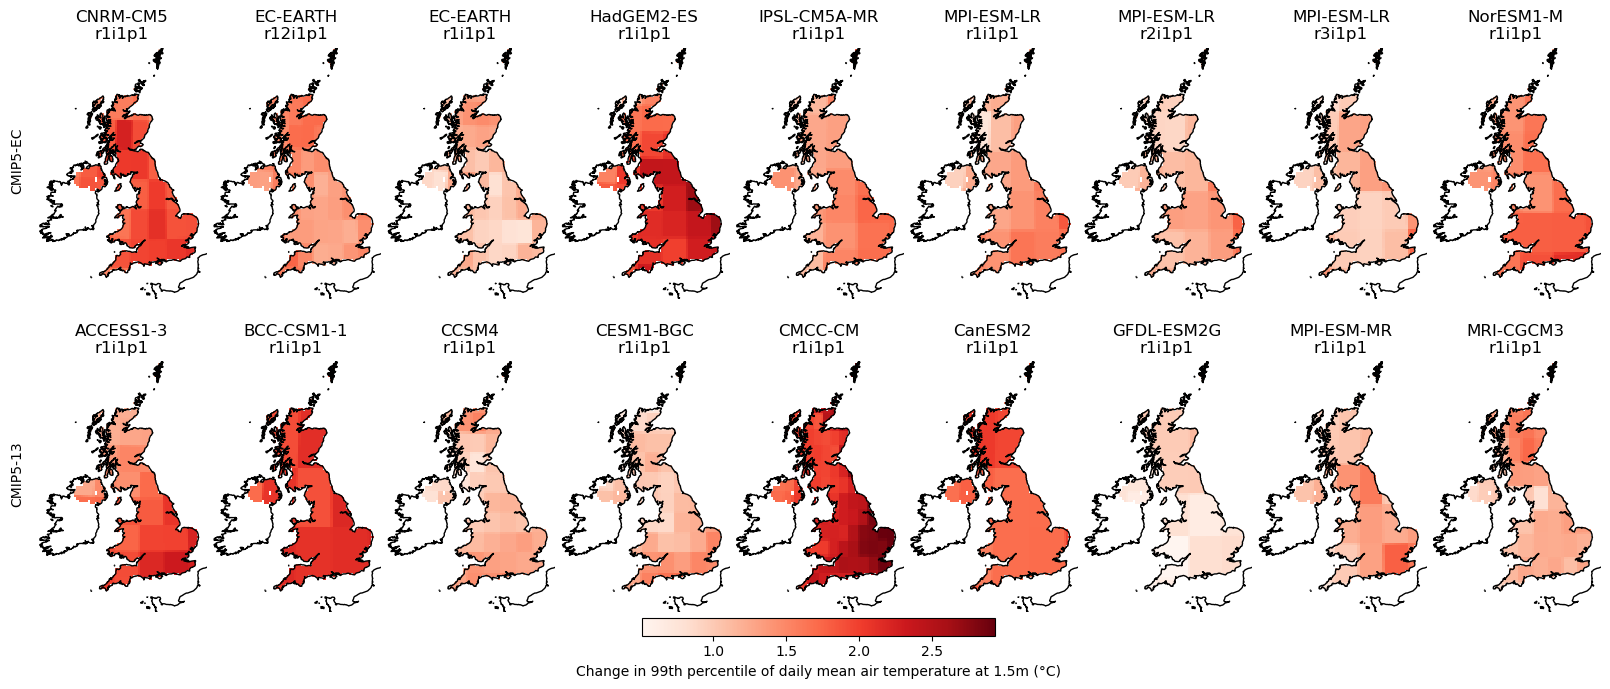 CNRM-CM5
r1i1p1
EC-EARTH
r12i1p1
EC-EARTH
r1i1p1
HadGEM2-ES
r1i1p1
IPSL-CM5A-MR
r1i1p1
MPI-ESM-LR
r1i1p1
MPI-ESM-LR
r2i1p1
MPI-ESM-LR
r3i1p1
NorESM1-M
r1i1p1
CMIP5-EC
ACCESS1-3
r1i1p1
BCC-CSM1-1
r1i1p1
CCSM4
r1i1p1
CESM1-BGC
r1i1p1
CMCC-CM
r1i1p1
CanESM2
r1i1p1
GFDL-ESM2G
r1i1p1
MPI-ESM-MR
r1i1p1
MRI-CGCM3
r1i1p1
CMIP5-13
1.0 1.5 2.0 2.5
Change in 99th percentile of daily mean air temperature at 1.5m (°C)